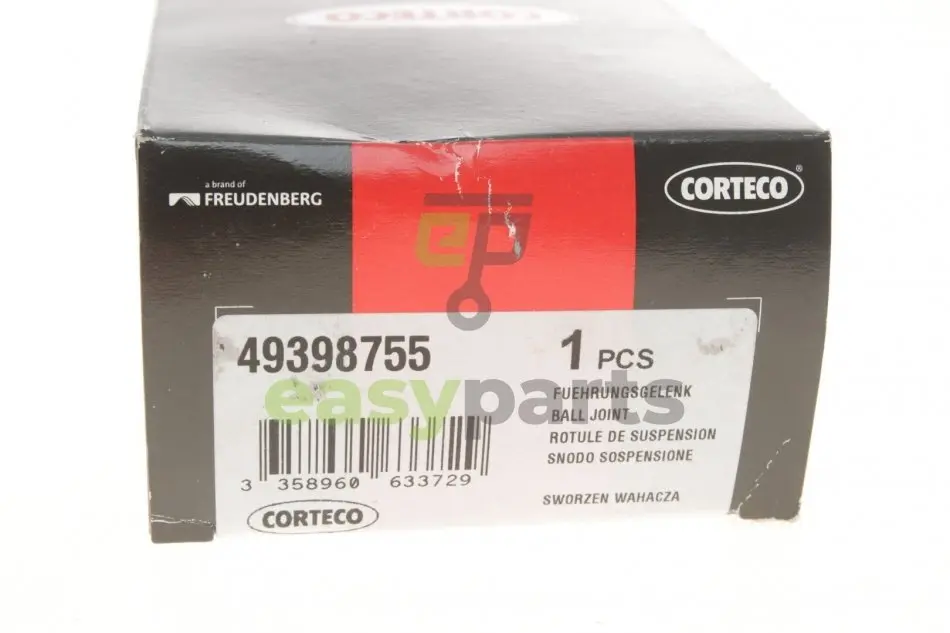 CORTECO
a brand of
FREUDENBERG
CORTECO®
ep
49398755
1 PCS
easyparts
FUEHRUNGSGELENK
BALL JOINT
ROTULE DE SUSPENSION
SNODO SOSPENSIONE
3 358960 633729
SWORZEN WAHACZA
CORTECO